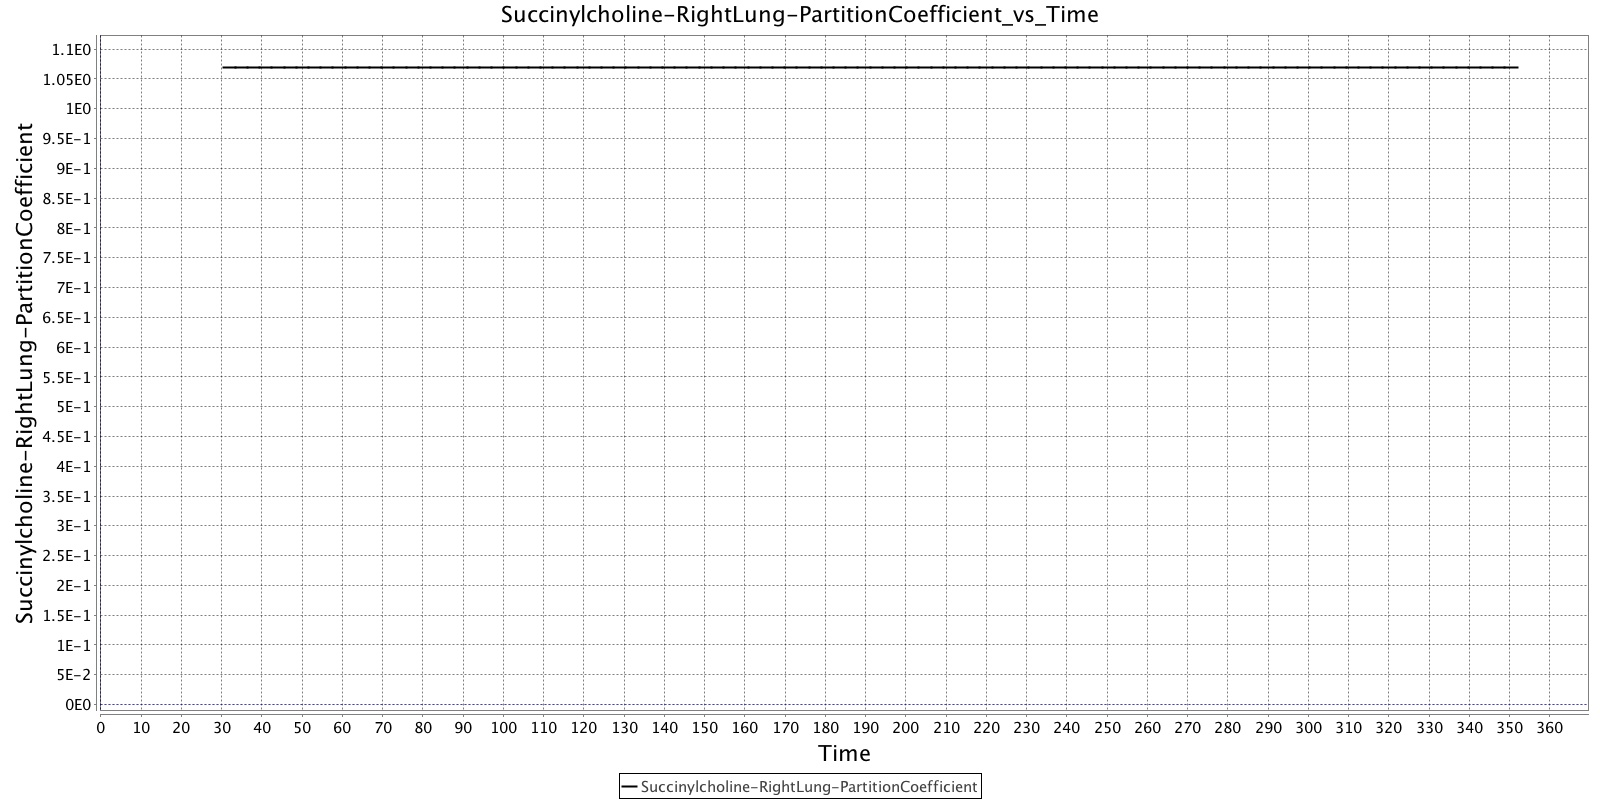 Succinylcholine-RightLung-PartitionCoefficient_vs_Time
Succinylcholine-RightLung-PartitionCoefficient
1.1E0
1.05E0
1E0
9.5E-1
9E-1
8.5E-1
8E-1
7.5E-1
7E-1
6.5E-1
6E-1
5.5E-1
5E-1
4.5E-1
4E-1
3.5E-1
3E-1
2.5E-1
2E-1
1.5E-1
1E-1
5E-2
0E0
0 10 20 30 40 50 60 70 80 90 100 110 120 130 140 150 160 170 180 190 200 210 220 230 240 250 260 270 280 290 300 310 320 330 340 350 360
Time
Succinylcholine-RightLung-PartitionCoefficient